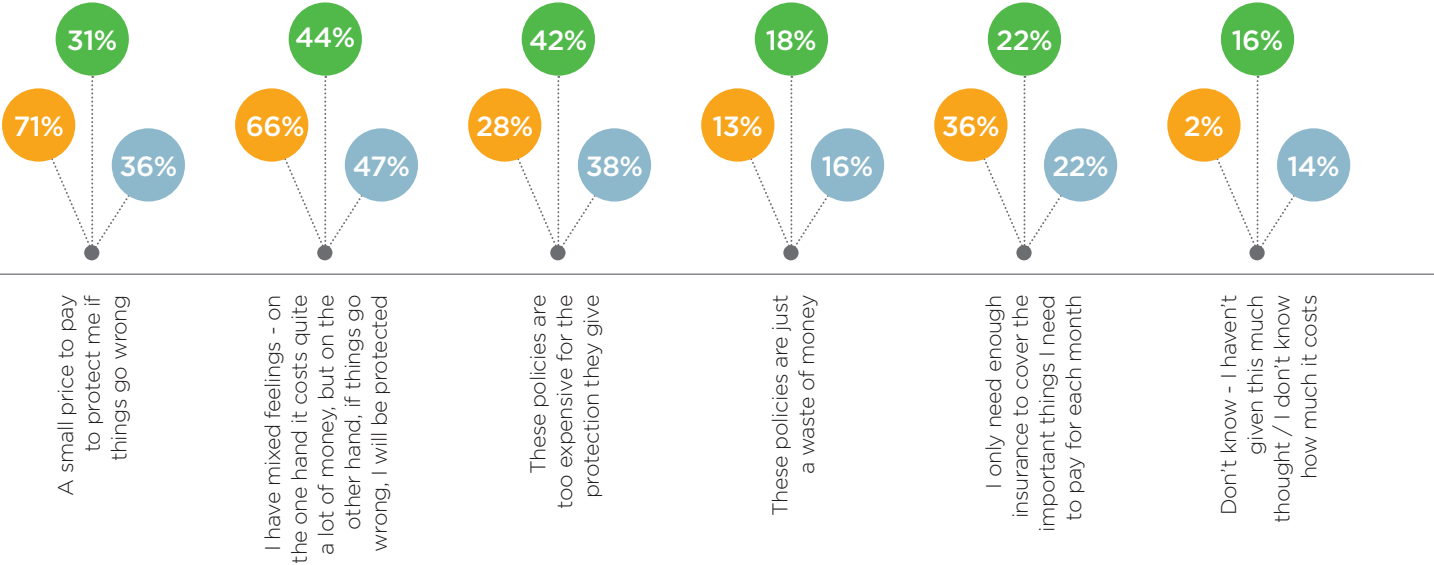 31%
71%
36%
A small price to pay
to protect me if
things go wrong
44%
66%
47%
I have mixed feelings - on
the one hand it costs quite
a lot of money, but on the
other hand, if things go
wrong, I will be protected
42%
28%
38%
These policies are
too expensive for the
protection they give
18%
13%
16%
These policies are just
a waste of money
22%
36%
22%
I only need enough
insurance to cover the
important things I need
to pay for each month
16%
2%
14%
Don't know - I haven't
given this much
thought / I don't know
how much it costs